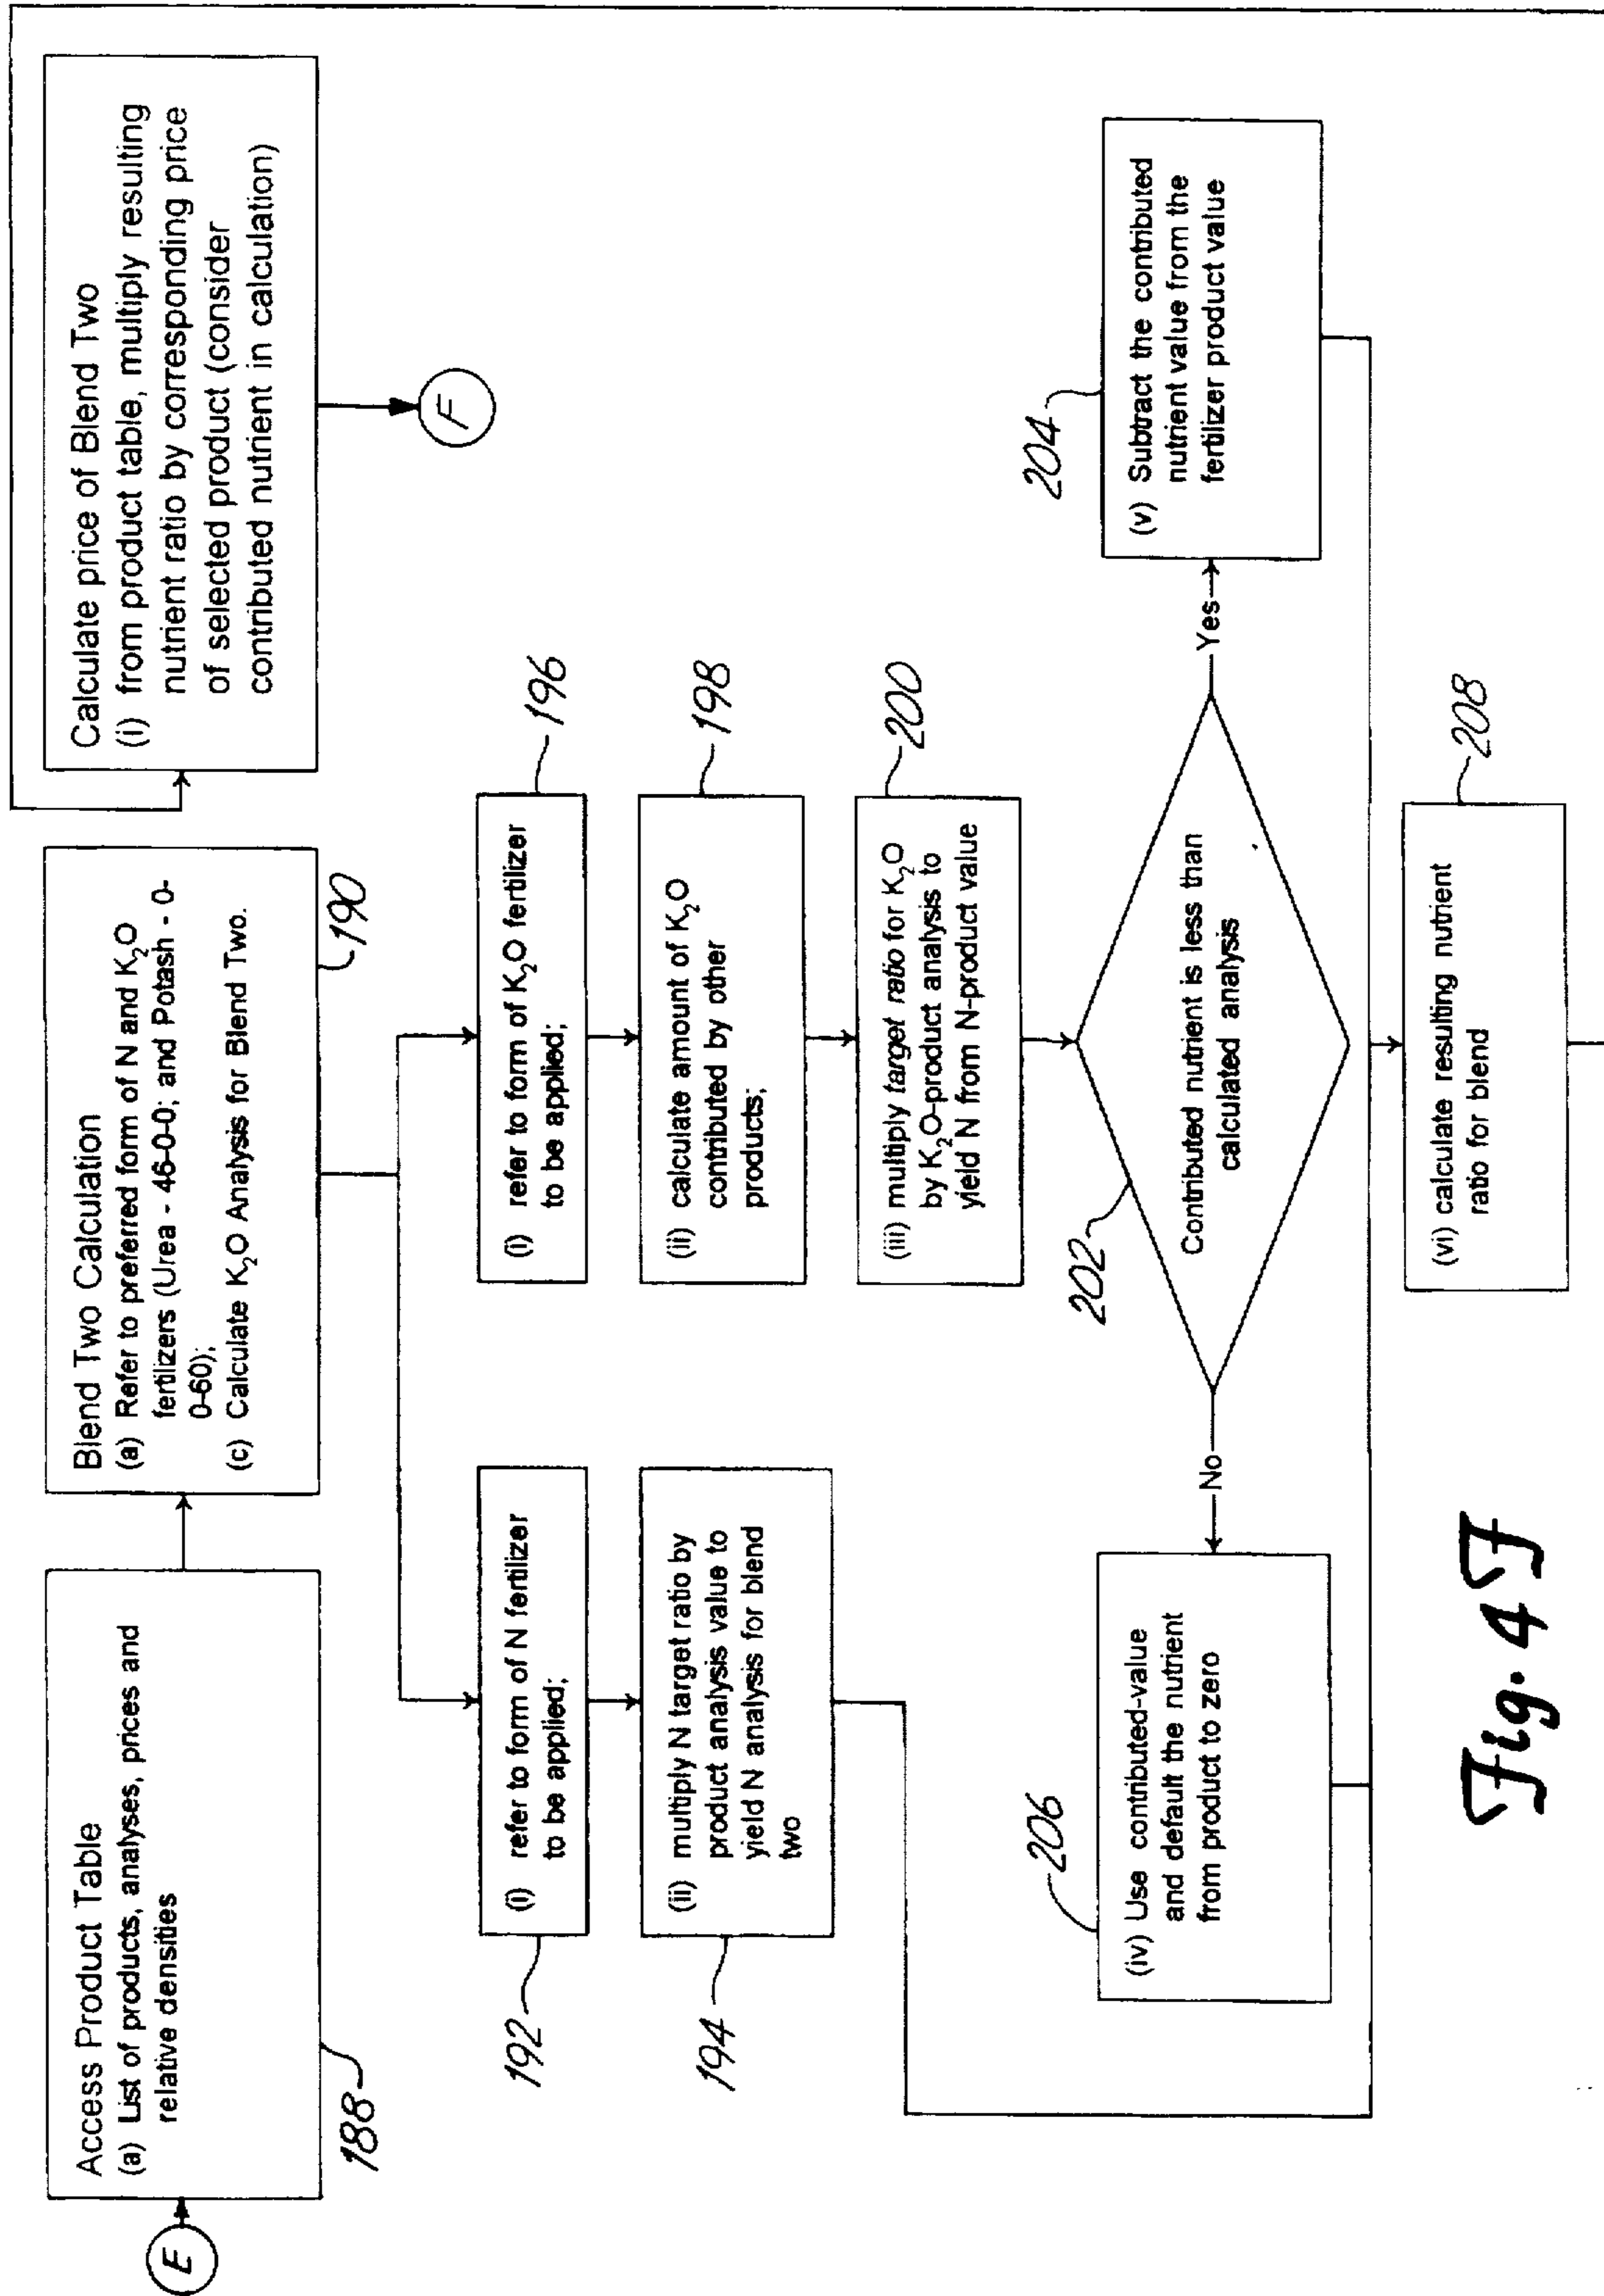 E
Access Product Table
(a) List of products, analyses, prices and
relative densities
188
Blend Two Calculation
(a) Refer to preferred form of N and K₂O
fertilizers (Urea - 46-0-0; and Potash - 0-
0-60);
(c) Calculate K₂O Analysis for Blend Two.
190
Calculate price of Blend Two
(i) from product table, multiply resulting
nutrient ratio by corresponding price
of selected product (consider
contributed nutrient in calculation)
F
192
(i) refer to form of N fertilizer
to be applied;
194
(ii) multiply N target ratio by
product analysis value to
yield N analysis for blend
two
(i) refer to form of K₂O fertilizer
to be applied;
196
(ii) calculate amount of K₂O
contributed by other
products;
198
(iii) multiply target ratio for K₂O
by K₂O-product analysis to
yield N from N-product value
200
202
Contributed nutrient is less than
calculated analysis
No
Yes
206
(iv) Use contributed-value
and default the nutrient
from product to zero
204
(v) Subtract the contributed
nutrient value from the
fertilizer product value
(vi) calculate resulting nutrient
ratio for blend
208
Fig. 4F